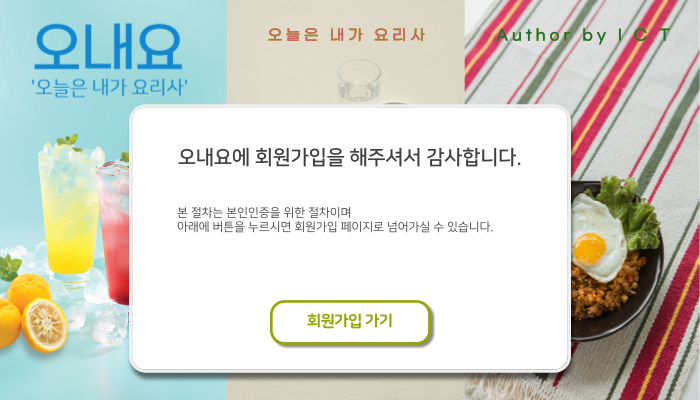 오내요
'오늘은 내가 요리사'
오늘은 내가 요리사
Author by I C T
오내요에 회원가입을 해주셔서 감사합니다.
본 절차는 본인인증을 위한 절차이며
아래에 버튼을 누르시면 회원가입 페이지로 넘어가실 수 있습니다.
회원가입 가기